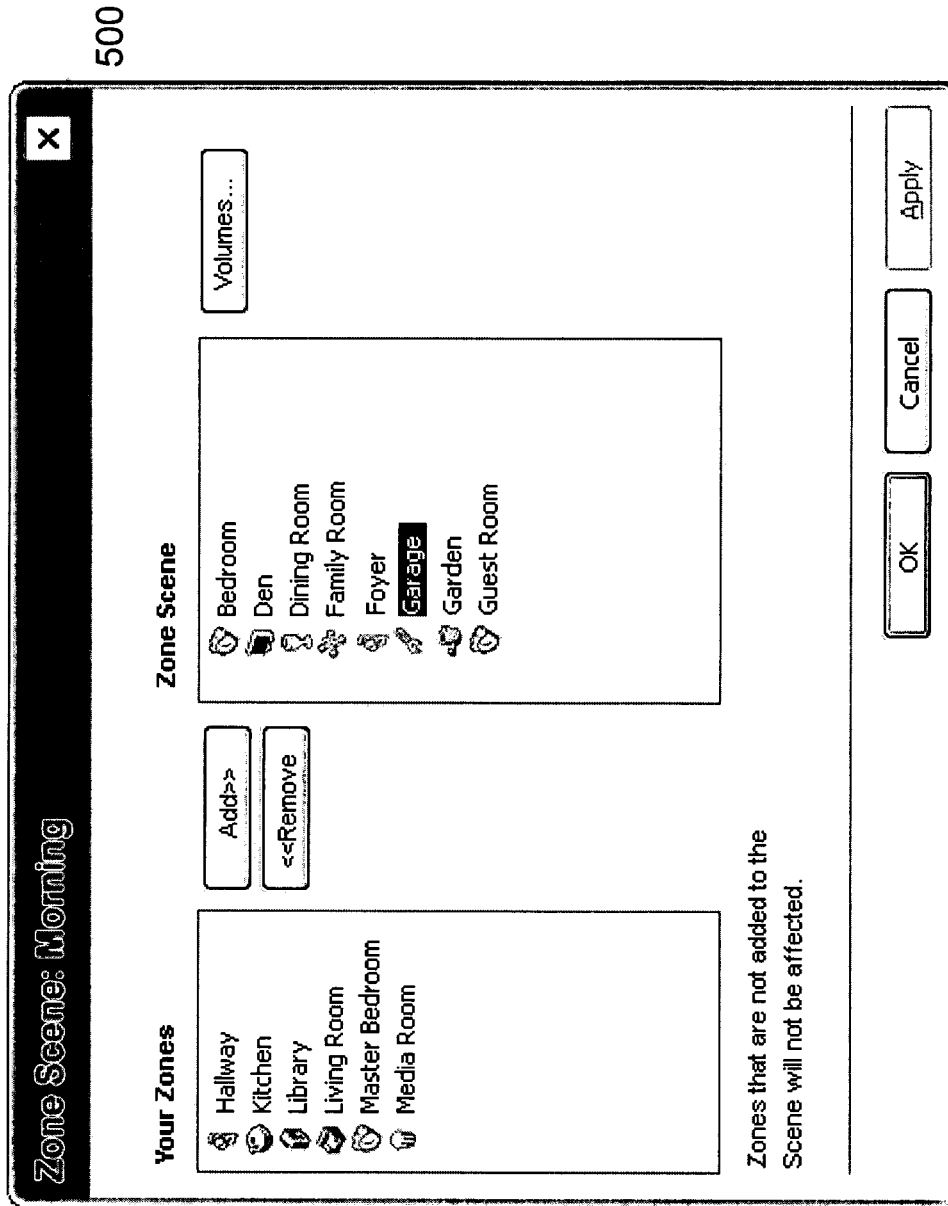 500
Zone Scene: Morning
X
Your Zones
Hallway
Kitchen
Library
Living Room
Master Bedroom
Media Room
Add>>
<<Remove
Zone Scene
Bedroom
Den
Dining Room
Family Room
Foyer
Garage
Garden
Guest Room
Volumes...
Zones that are not added to the
Scene will not be affected.
OK
Cancel
Apply